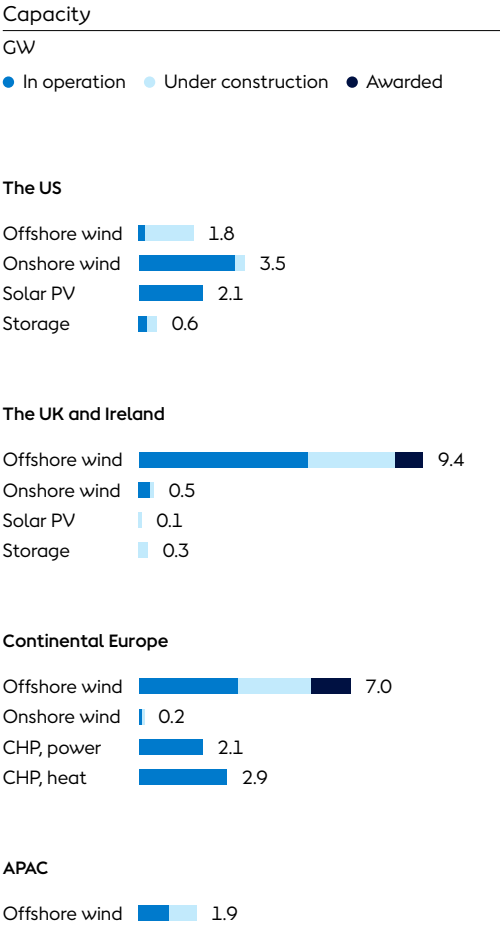 Capacity
GW
In operation Under construction Awarded
The US
Offshore wind 1.8
Onshore wind 3.5
Solar PV 2.1
Storage 0.6
The UK and Ireland
Offshore wind 9.4
Onshore wind 0.5
Solar PV 0.1
Storage 0.3
Continental Europe
Offshore wind 7.0
Onshore wind 0.2
CHP, power 2.1
CHP, heat 2.9
APAC
Offshore wind 1.9